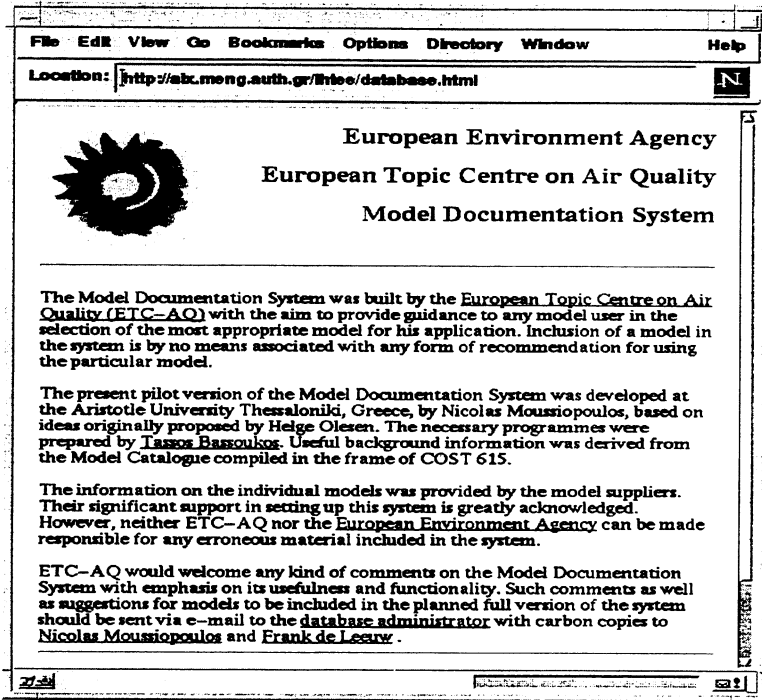 File Edit View Go Bookmarks Options Directory Window Help
Location: http://aix.meng.auth.gr/lhtee/database.html
N
European Environment Agency
European Topic Centre on Air Quality
Model Documentation System
The Model Documentation System was built by the European Topic Centre on Air
Quality (ETC–AQ) with the aim to provide guidance to any model user in the
selection of the most appropriate model for his application. Inclusion of a model in
the system is by no means associated with any form of recommendation for using
the particular model.
The present pilot version of the Model Documentation System was developed at
the Aristotle University Thessaloniki, Greece, by Nicolas Moussiopoulos, based on
ideas originally proposed by Helge Olesen. The necessary programmes were
prepared by Tassos Bassoukos. Useful background information was derived from
the Model Catalogue compiled in the frame of COST 615.
The information on the individual models was provided by the model suppliers.
Their significant support in setting up this system is greatly acknowledged.
However, neither ETC–AQ nor the European Environment Agency can be made
responsible for any erroneous material included in the system.
ETC–AQ would welcome any kind of comments on the Model Documentation
System with emphasis on its usefulness and functionality. Such comments as well
as suggestions for models to be included in the planned full version of the system
should be sent via e–mail to the database administrator with carbon copies to
Nicolas Moussiopoulos and Frank de Leeuw .